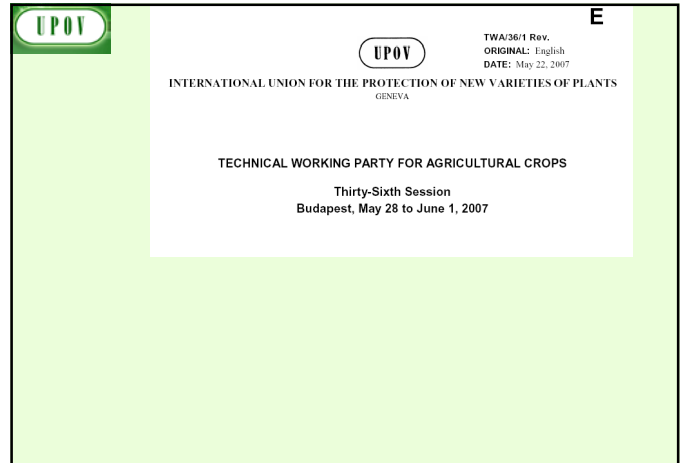 UPOV
E
TWA/36/1 Rev.
UPOV
ORIGINAL: English
DATE: May 22, 2007
INTERNATIONAL UNION FOR THE PROTECTION OF NEW VARIETIES OF PLANTS
GENEVA
TECHNICAL WORKING PARTY FOR AGRICULTURAL CROPS
Thirty-Sixth Session
Budapest, May 28 to June 1, 2007